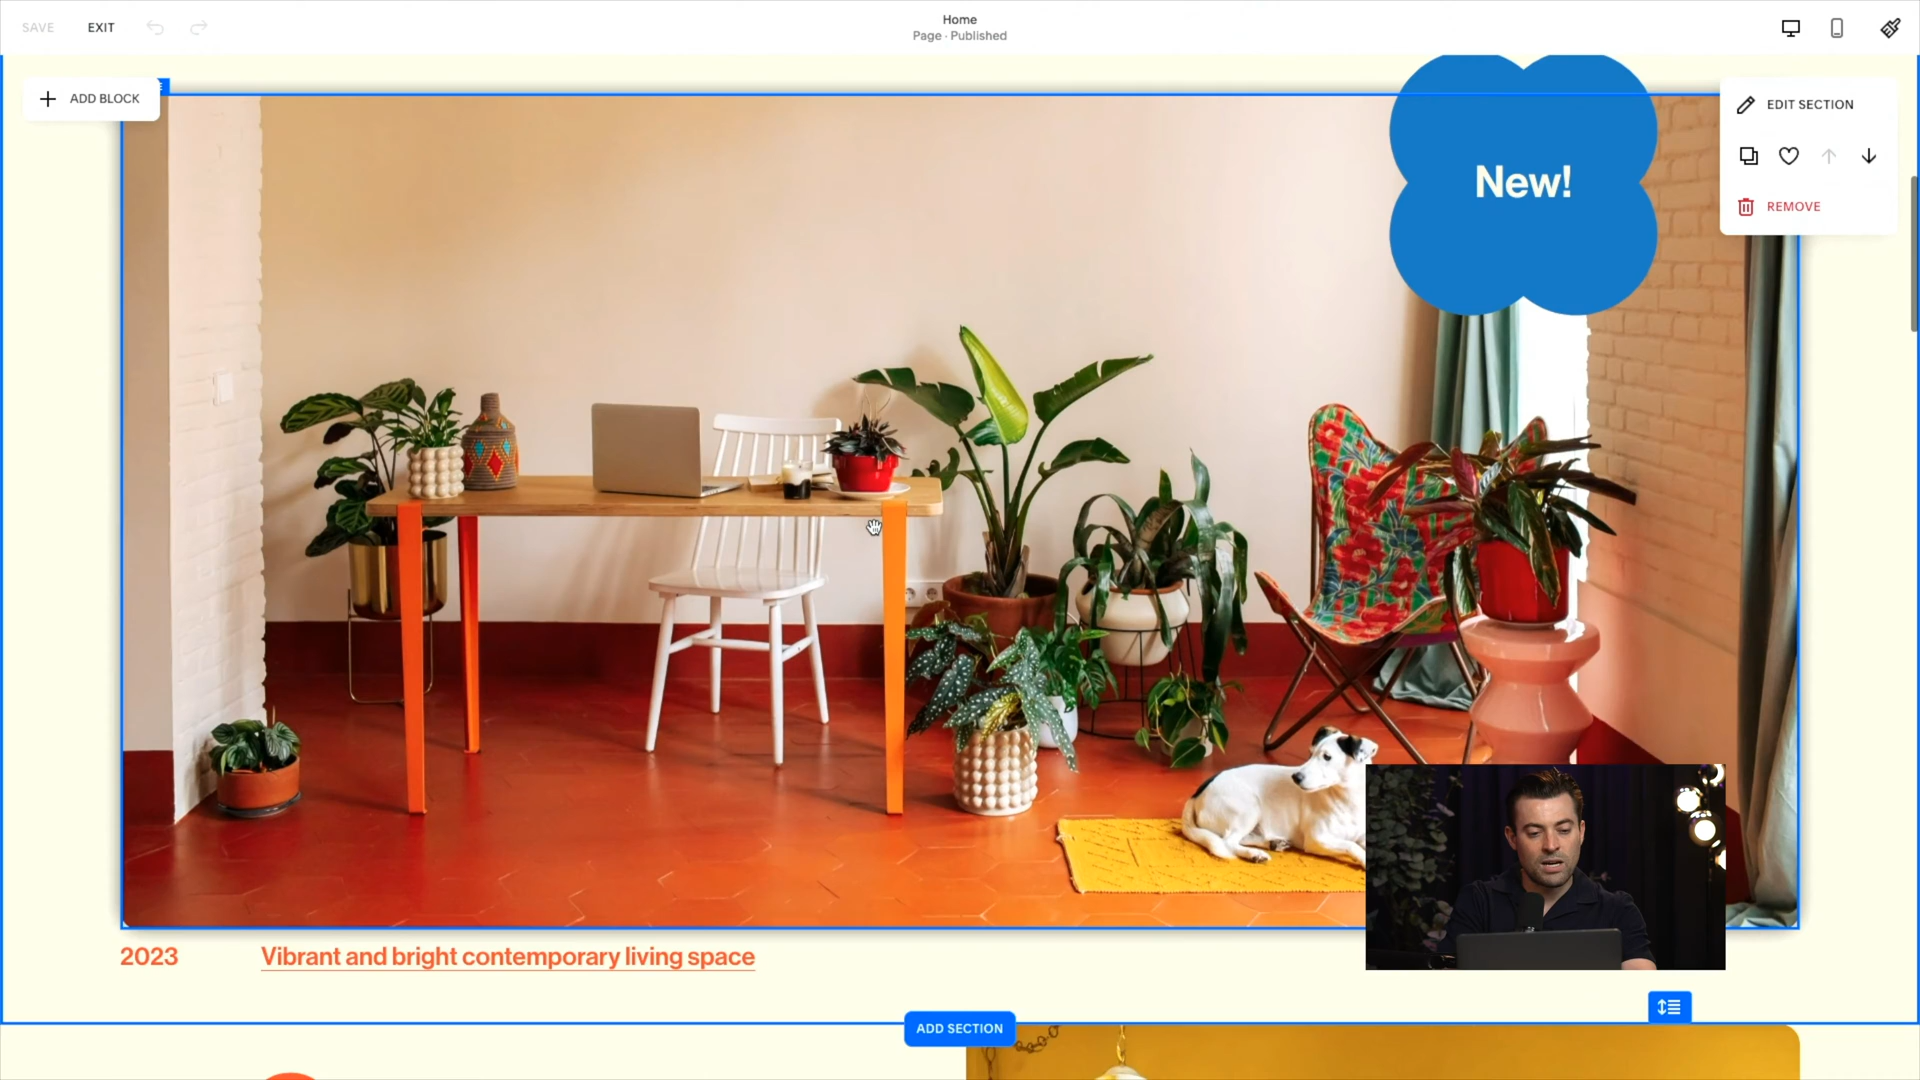 SAVE
EXIT
Home
Page · Published
ADD BLOCK
New!
EDIT SECTION
REMOVE
2023
Vibrant and bright contemporary living space
ADD SECTION